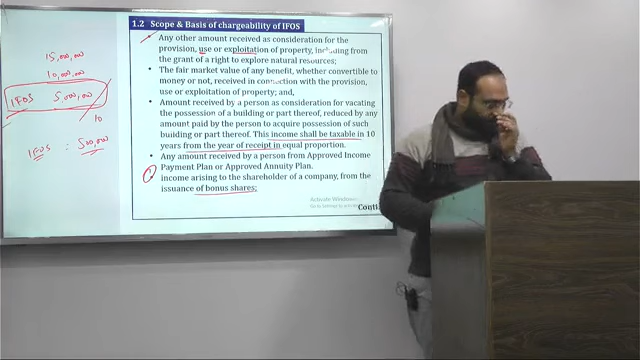 1.2 Scope & Basis of chargeability of IFOS
Any other amount received as consideration for the
provision, use or exploitation of property, including from
the grant of a right to explore natural resources;
• The fair market value of any benefit, whether convertible to
money or not, received in connection with the provision,
use or exploitation of property; and,
• Amount received by a person as consideration for vacating
the possession of a building or part thereof, reduced by any
amount paid by the person to acquire possession of such
building or part thereof. This income shall be taxable in 10
years from the year of receipt in equal proportion.
• Any amount received by a person from Approved Income
Payment Plan or Approved Annuity Plan.
income arising to the shareholder of a company, from the
issuance of bonus shares;
Activate Windows
Conti
15,000,000
10,000,000
IFOS 5,000,000
10
IFOS : 500,000